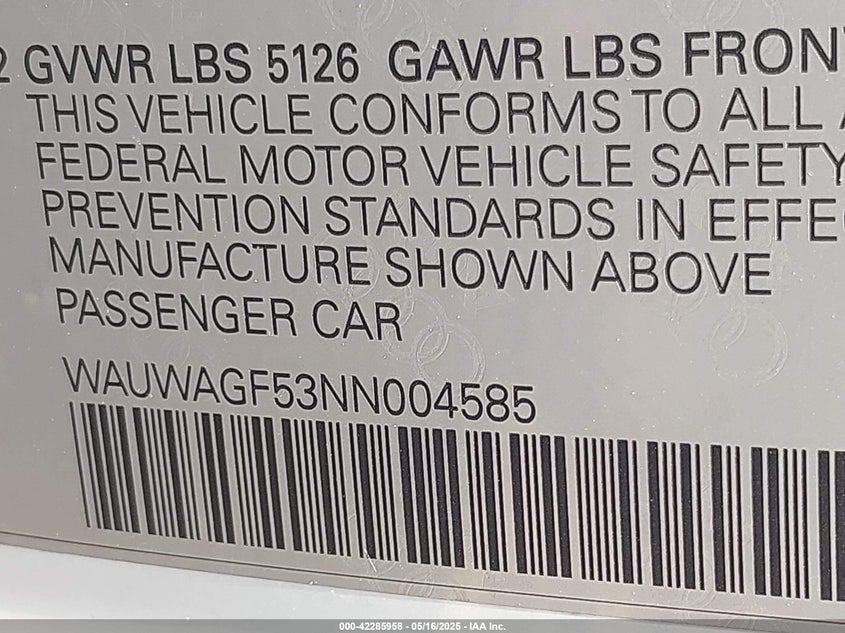 2 GVWR LBS 5126 GAWR LBS FRONT
THIS VEHICLE CONFORMS TO ALL A
FEDERAL MOTOR VEHICLE SAFETY
PREVENTION STANDARDS IN EFFEC
MANUFACTURE SHOWN ABOVE
PASSENGER CAR
WAUWAGF53NN004585
000-42285958 - 05/16/2025 - IAA Inc.